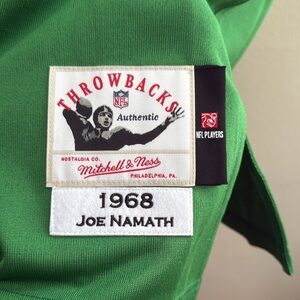 THROWBACKS
NFL
Authentic
NFL PLAYERS
NOSTALGIA CO.
Mitchell & Ness
PHILADELPHIA, PA.
1968
JOE NAMATH